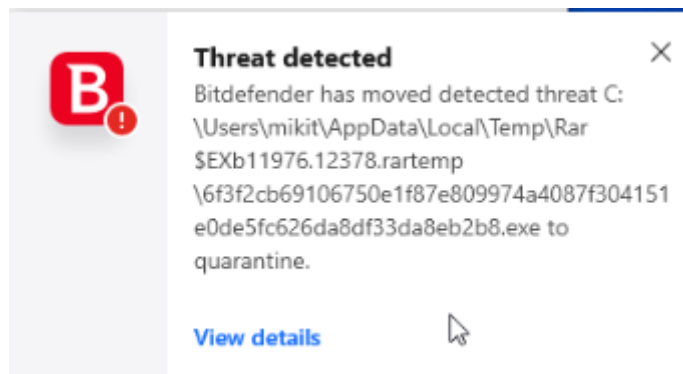 B
Threat detected
Bitdefender has moved detected threat C:
\Users\mikit\AppData\Local\Temp\Rar
$EXb11976.12378.rartemp
\6f3f2cb69106750e1f87e809974a4087f304151
e0de5fc626da8df33da8eb2b8.exe to
quarantine.
View details